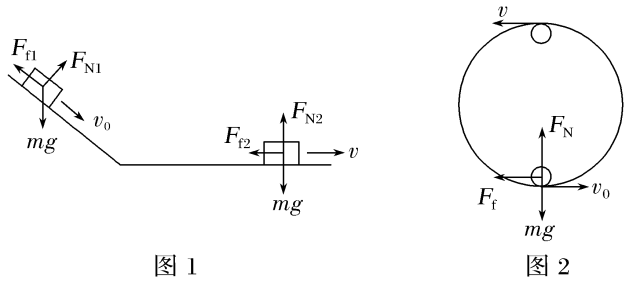 F_f1
F_N1
v_0
mg
F_N2
F_f2
v
mg
图 1
v
F_N
F_f
v_0
mg
图 2